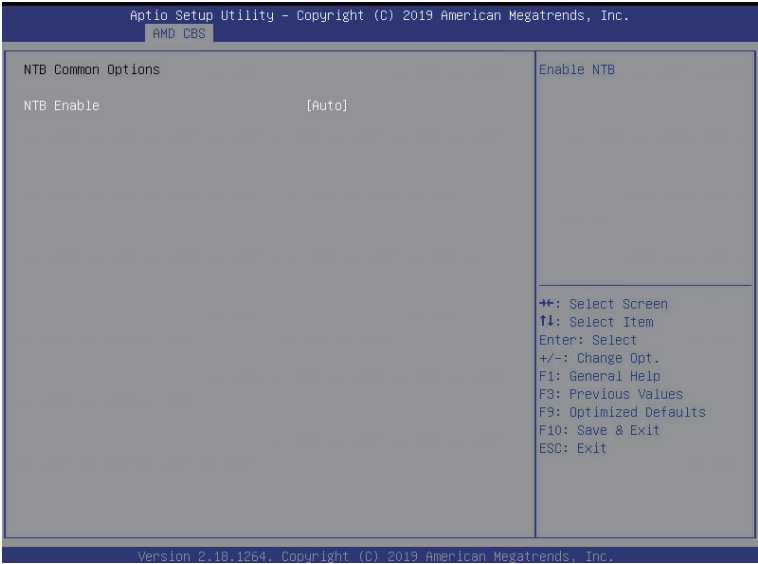 Aptio Setup Utility – Copyright (C) 2019 American Megatrends, Inc.
AMD CBS
NTB Common Options
NTB Enable [Auto]
Enable NTB
→←: Select Screen
↑↓: Select Item
Enter: Select
+/-: Change Opt.
F1: General Help
F3: Previous Values
F9: Optimized Defaults
F10: Save & Exit
ESC: Exit
Version 2.18.1264. Copyright (C) 2019 American Megatrends, Inc.